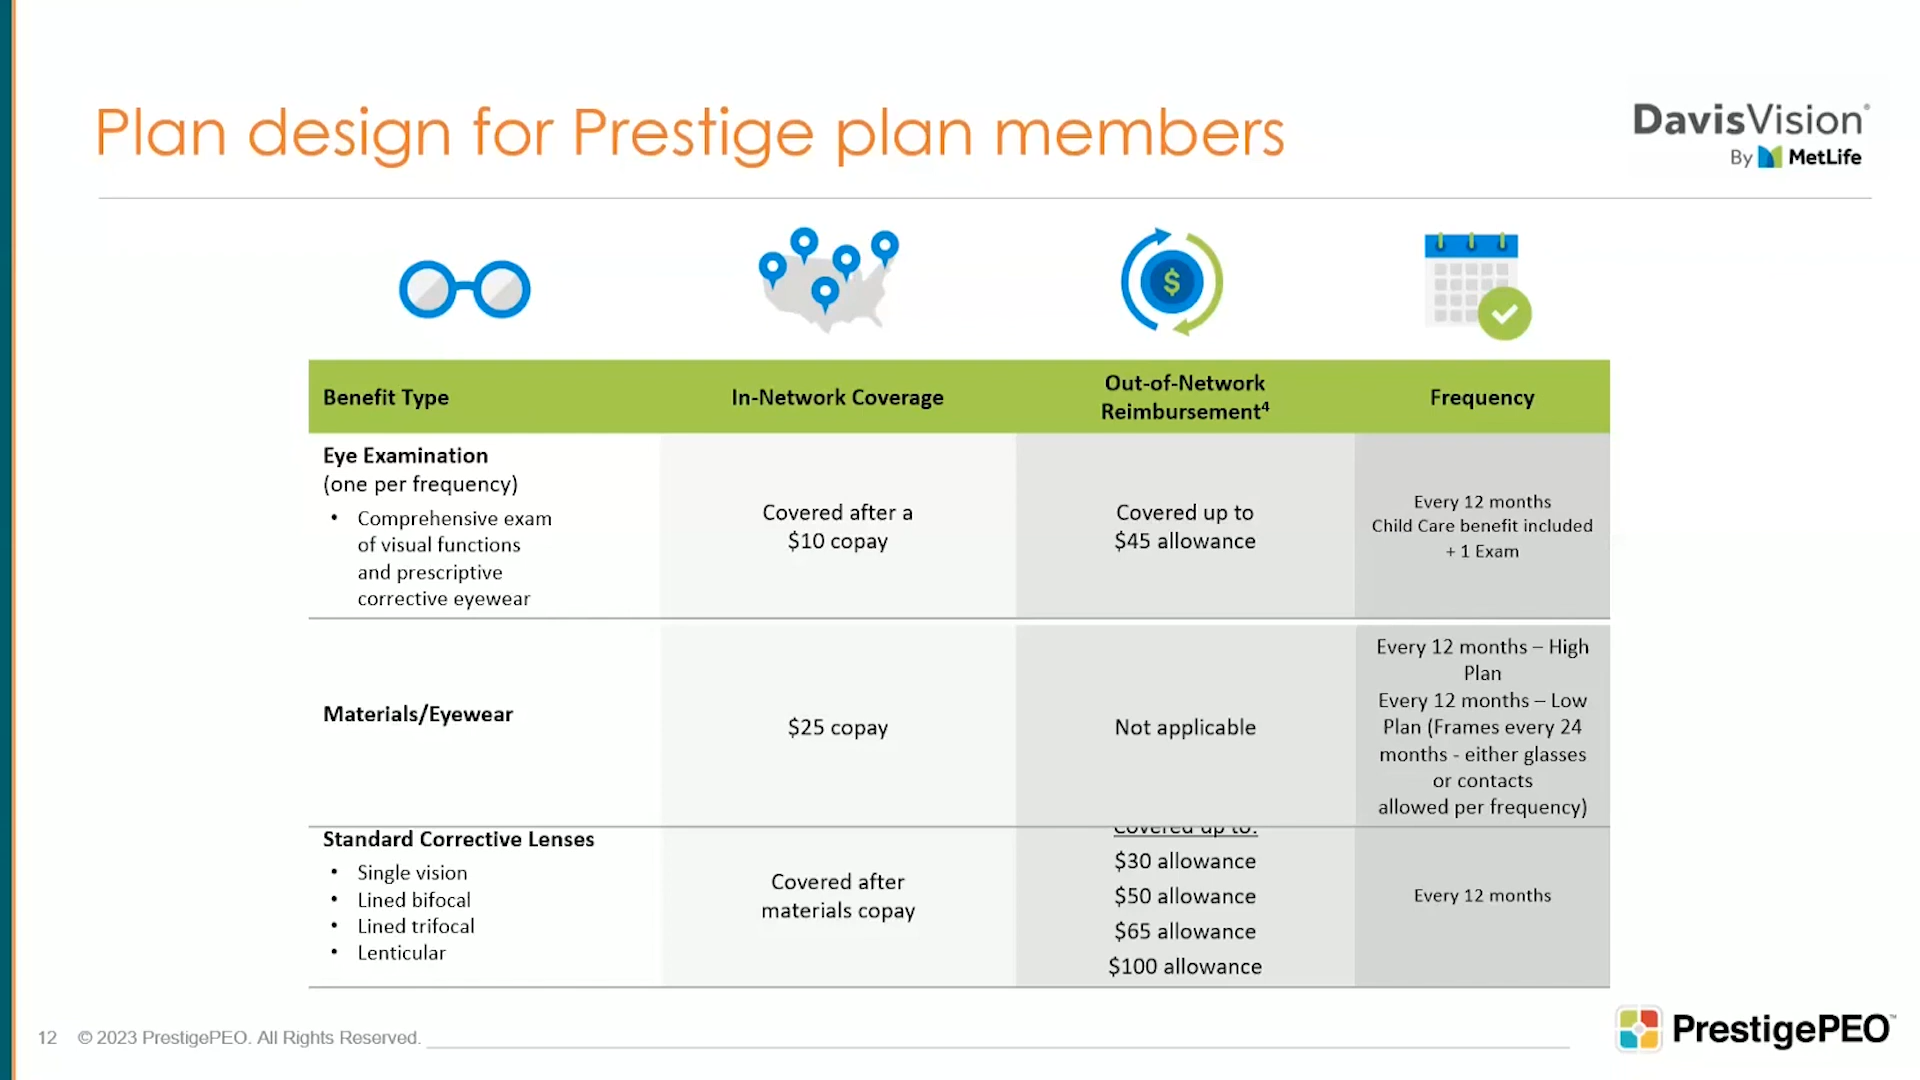 Plan design for Prestige plan members
DavisVision®
By MetLife
$
Benefit Type
In-Network Coverage
Out-of-Network
Reimbursement4
Frequency
Eye Examination
(one per frequency)
• Comprehensive exam
of visual functions
and prescriptive
corrective eyewear
Covered after a
$10 copay
Covered up to
$45 allowance
Every 12 months
Child Care benefit included
+ 1 Exam
Materials/Eyewear
$25 copay
Not applicable
Every 12 months – High
Plan
Every 12 months – Low
Plan (Frames every 24
months - either glasses
or contacts
allowed per frequency)
Standard Corrective Lenses
• Single vision
• Lined bifocal
• Lined trifocal
• Lenticular
Covered after
materials copay
Covered up to:
$30 allowance
$50 allowance
$65 allowance
$100 allowance
Every 12 months
12 © 2023 PrestigePEO. All Rights Reserved.
PrestigePEO™